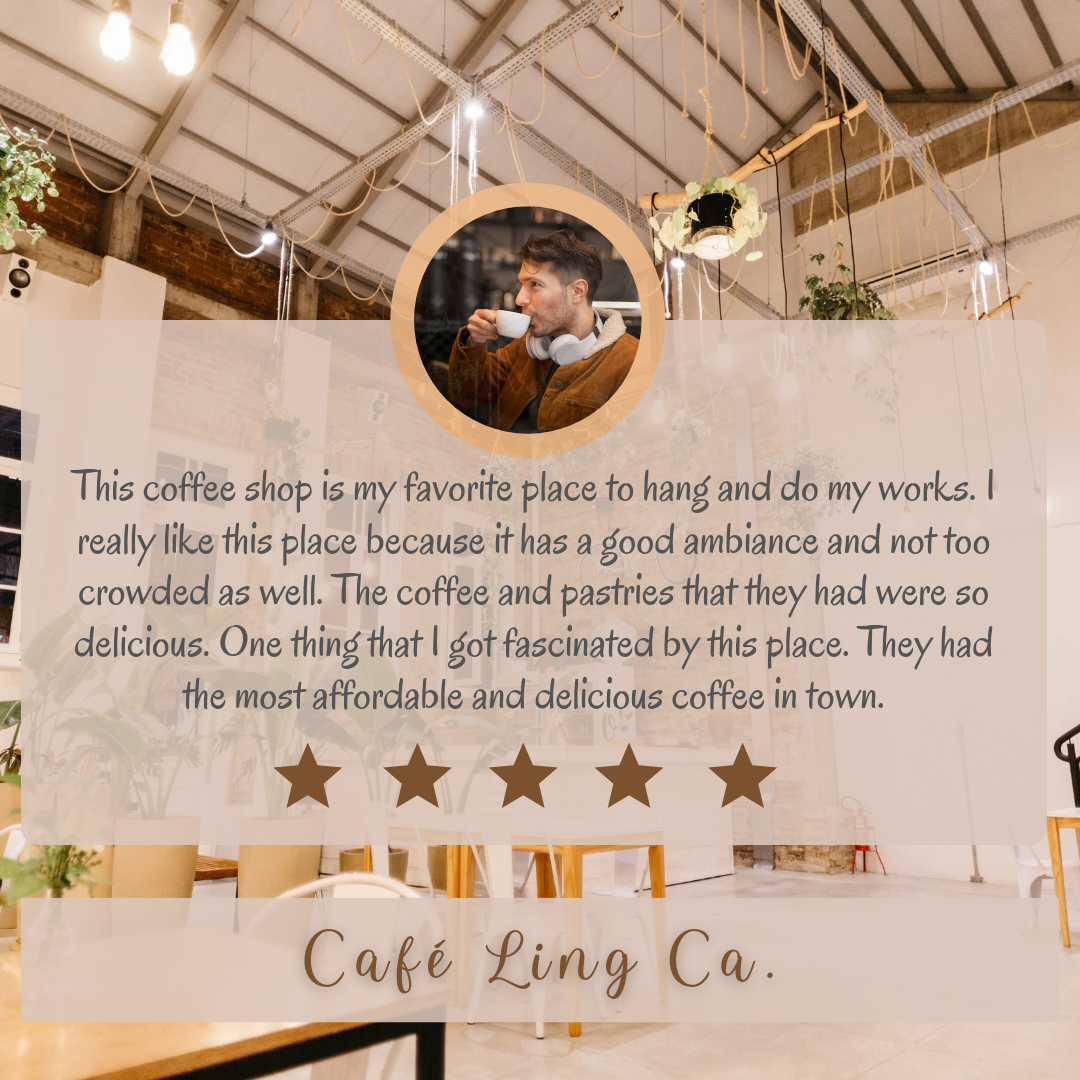 This coffee shop is my favorite place to hang and do my works. I
really like this place because it has a good ambiance and not too
crowded as well. The coffee and pastries that they had were so
delicious. One thing that I got fascinated by this place. They had
the most affordable and delicious coffee in town.
Café Ling Ca.